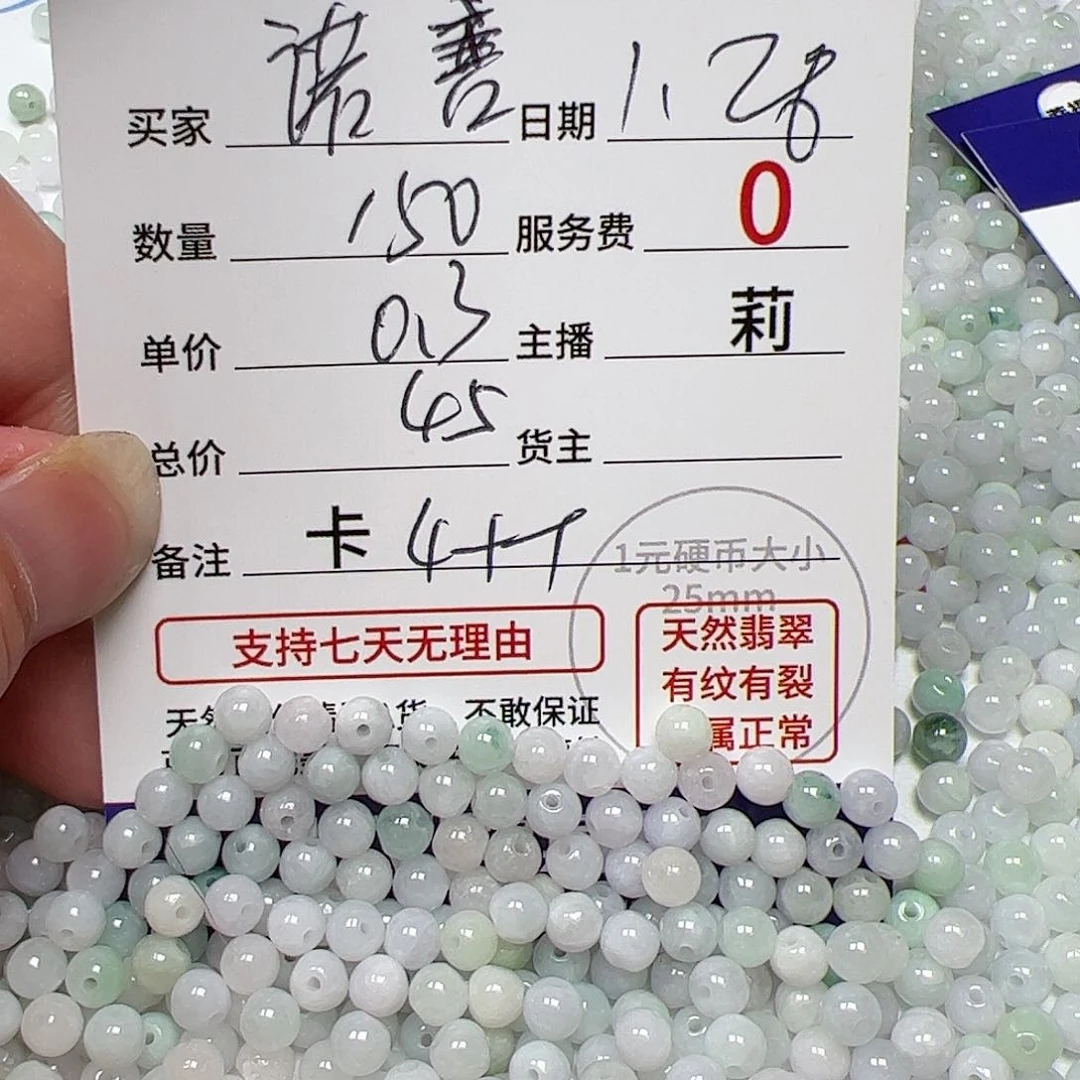 买家 诺善 日期 1.28
数量 150 服务费 0
单价 0.3 主播 莉
总价 45 货主
备注 卡 4++
1元硬币大小
25mm
支持七天无理由
天然翡翠
有纹有裂
属正常
不敢保证